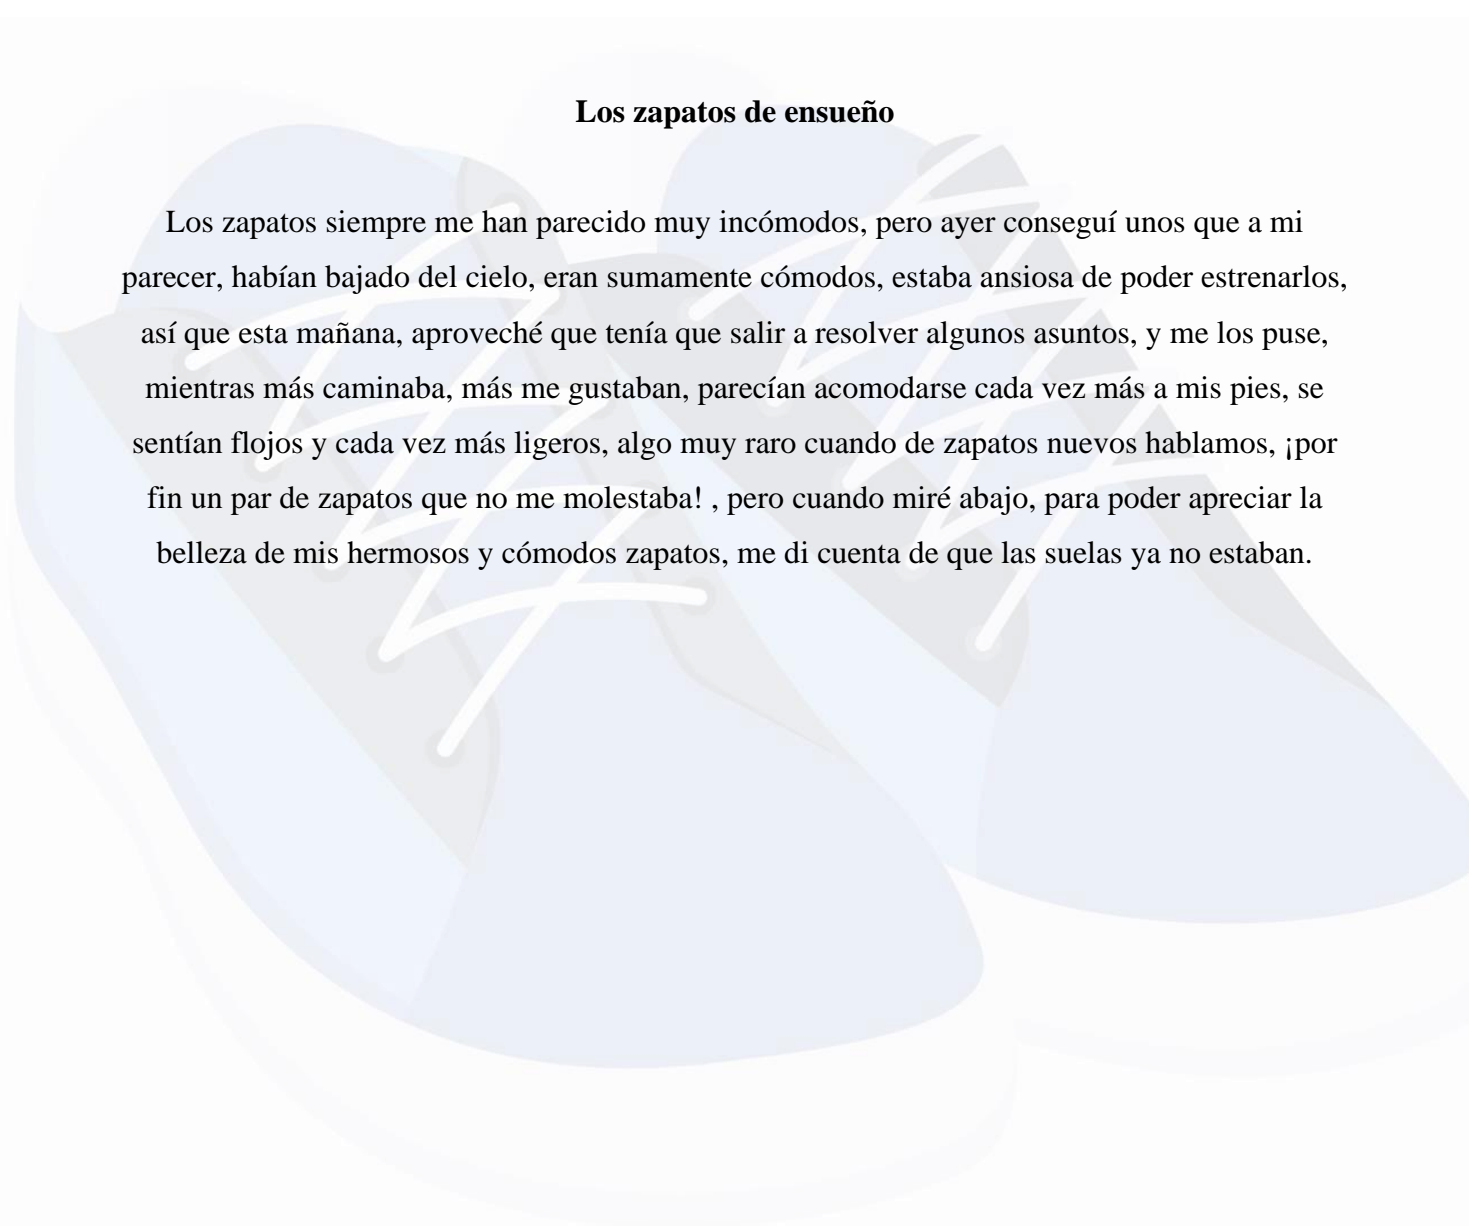 Los zapatos de ensueño
Los zapatos siempre me han parecido muy incómodos, pero ayer conseguí unos que a mi
parecer, habían bajado del cielo, eran sumamente cómodos, estaba ansiosa de poder estrenarlos,
así que esta mañana, aproveché que tenía que salir a resolver algunos asuntos, y me los puse,
mientras más caminaba, más me gustaban, parecían acomodarse cada vez más a mis pies, se
sentían flojos y cada vez más ligeros, algo muy raro cuando de zapatos nuevos hablamos, ¡por
fin un par de zapatos que no me molestaba! , pero cuando miré abajo, para poder apreciar la
belleza de mis hermosos y cómodos zapatos, me di cuenta de que las suelas ya no estaban.